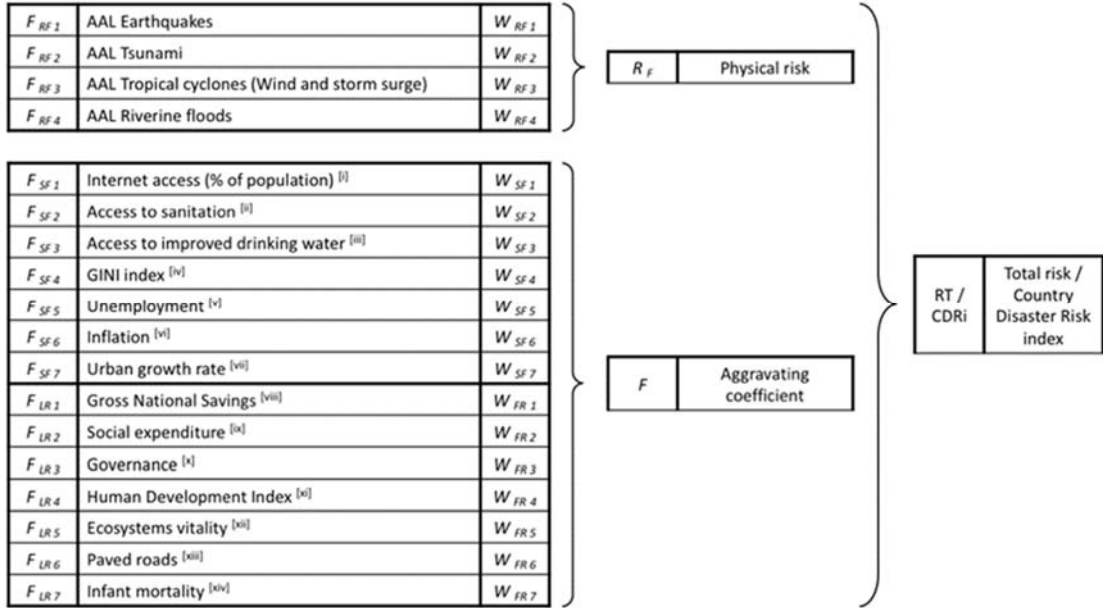 F RF 1 AAL Earthquakes W RF 1
F RF 2 AAL Tsunami W RF 2
F RF 3 AAL Tropical cyclones (Wind and storm surge) W RF 3
F RF 4 AAL Riverine floods W RF 4
R F Physical risk
F SF 1 Internet access (% of population) [i] W SF 1
F SF 2 Access to sanitation [ii] W SF 2
F SF 3 Access to improved drinking water [iii] W SF 3
F SF 4 GINI index [iv] W SF 4
F SF 5 Unemployment [v] W SF 5
F SF 6 Inflation [vi] W SF 6
F SF 7 Urban growth rate [vii] W SF 7
F LR 1 Gross National Savings [viii] W FR 1
F LR 2 Social expenditure [ix] W FR 2
F LR 3 Governance [x] W FR 3
F LR 4 Human Development Index [xi] W FR 4
F LR 5 Ecosystems vitality [xii] W FR 5
F LR 6 Paved roads [xiii] W FR 6
F LR 7 Infant mortality [xiv] W FR 7
F Aggravating
coefficient
RT /
CDRi
Total risk /
Country
Disaster Risk
index